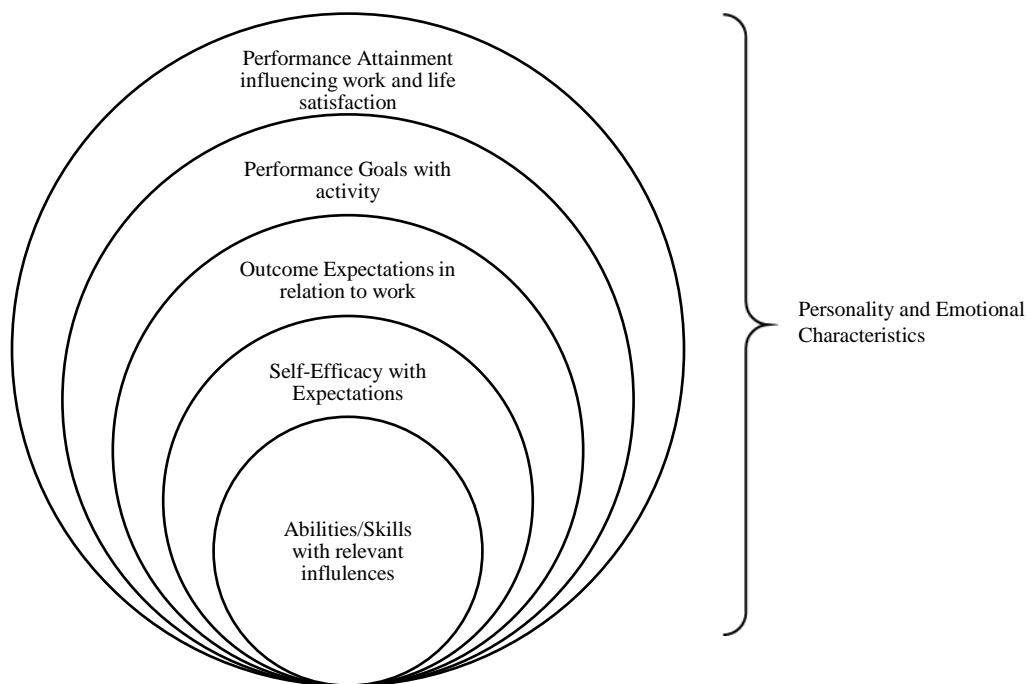 Performance Attainment
influencing work and life
satisfaction
Performance Goals with
activity
Outcome Expectations in
relation to work
Self-Efficacy with
Expectations
Abilities/Skills
with relevant
influlences
Personality and Emotional
Characteristics